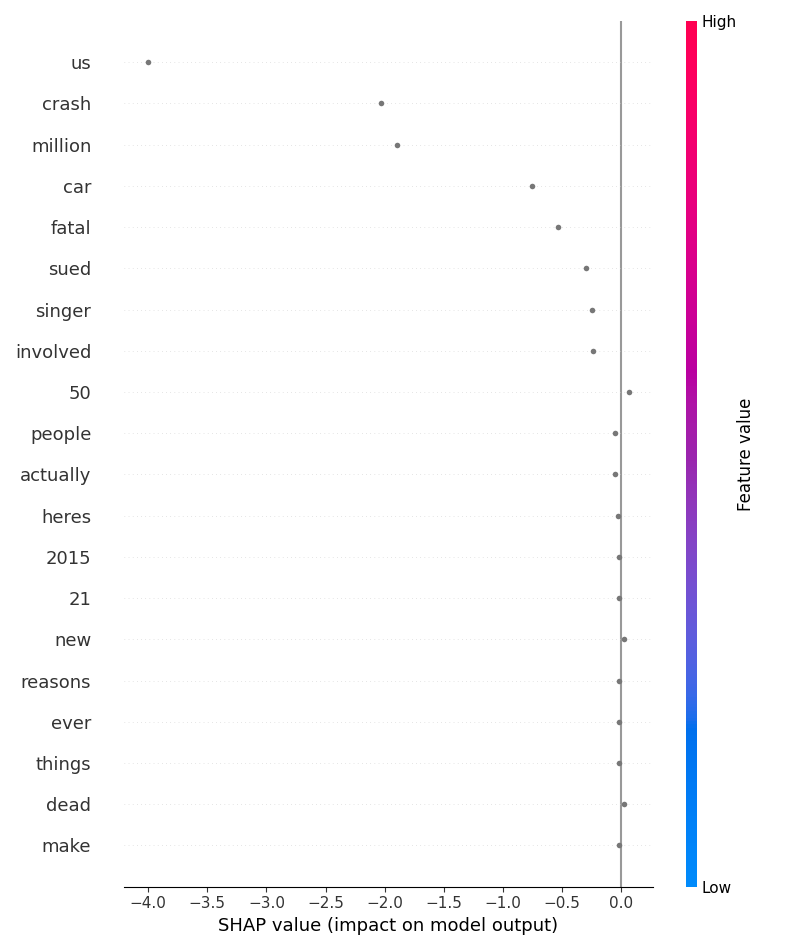 High
us
crash
million
car
fatal
sued
singer
involved
50
people
actually
heres
2015
21
new
reasons
ever
things
dead
make
Feature value
Low
−4.0 −3.5 −3.0 −2.5 −2.0 −1.5 −1.0 −0.5 0.0
SHAP value (impact on model output)